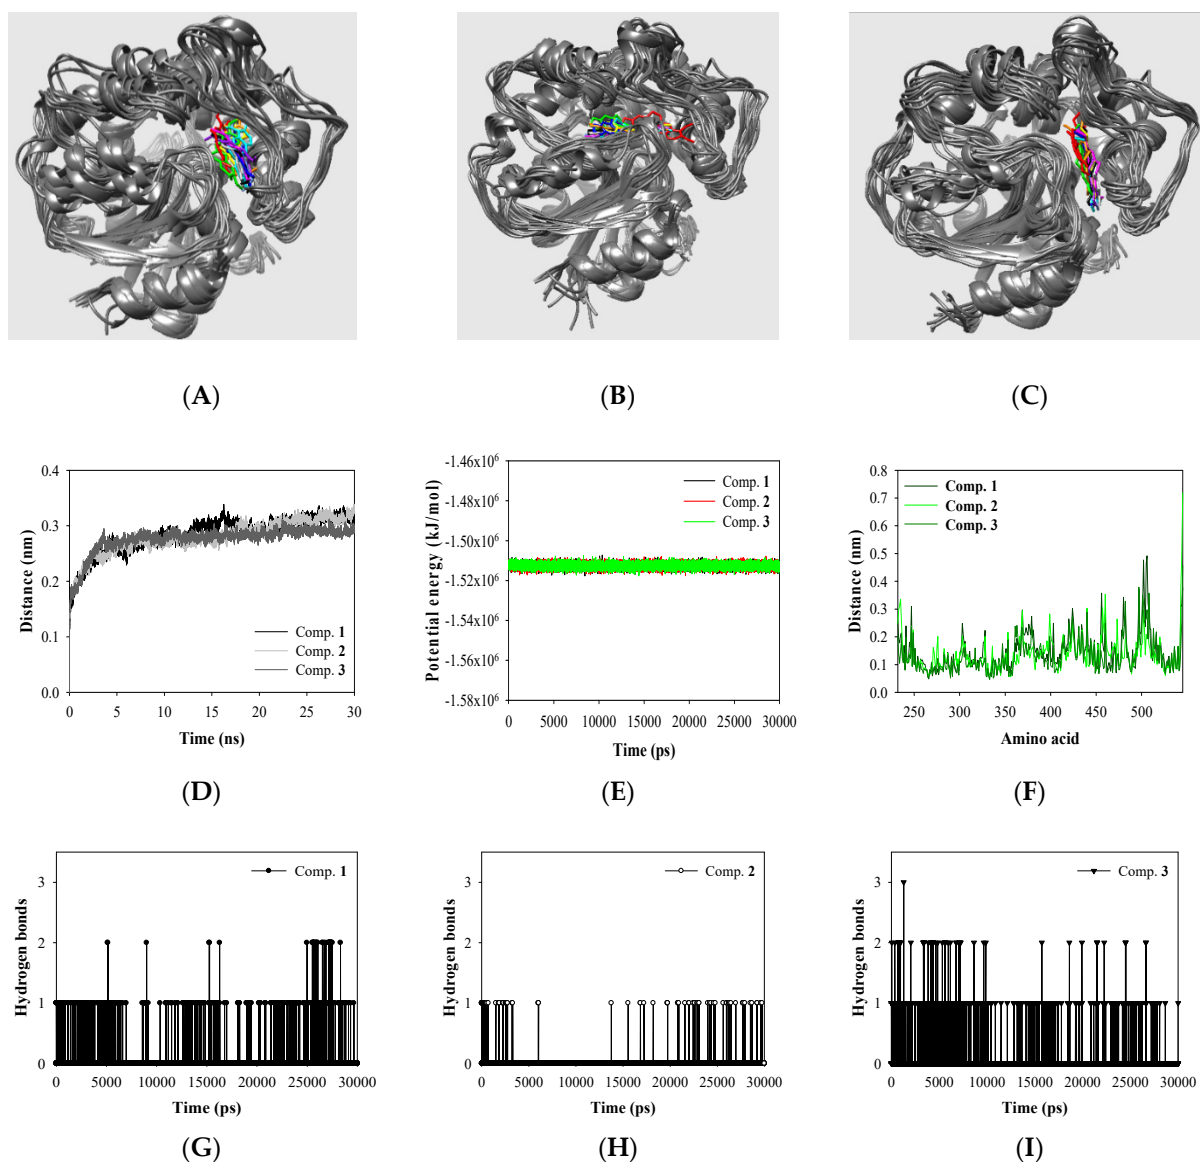 (A)
(B)
(C)
0.4
0.3
0.2
0.1
0.0
Distance (nm)
Comp. 1
Comp. 2
Comp. 3
0 5 10 15 20 25 30
Time (ns)
(D)
-1.46x10⁶
-1.48x10⁶
-1.50x10⁶
-1.52x10⁶
-1.54x10⁶
-1.56x10⁶
-1.58x10⁶
Potential energy (kJ/mol)
Comp. 1
Comp. 2
Comp. 3
0 5000 10000 15000 20000 25000 30000
Time (ps)
(E)
0.8
0.7
0.6
0.5
0.4
0.3
0.2
0.1
0.0
Distance (nm)
Comp. 1
Comp. 2
Comp. 3
250 300 350 400 450 500
Amino acid
(F)
3
2
1
0
Hydrogen bonds
Comp. 1
0 5000 10000 15000 20000 25000 30000
Time (ps)
(G)
3
2
1
0
Hydrogen bonds
Comp. 2
0 5000 10000 15000 20000 25000 30000
Time (ps)
(H)
3
2
1
0
Hydrogen bonds
Comp. 3
0 5000 10000 15000 20000 25000 30000
Time (ps)
(I)